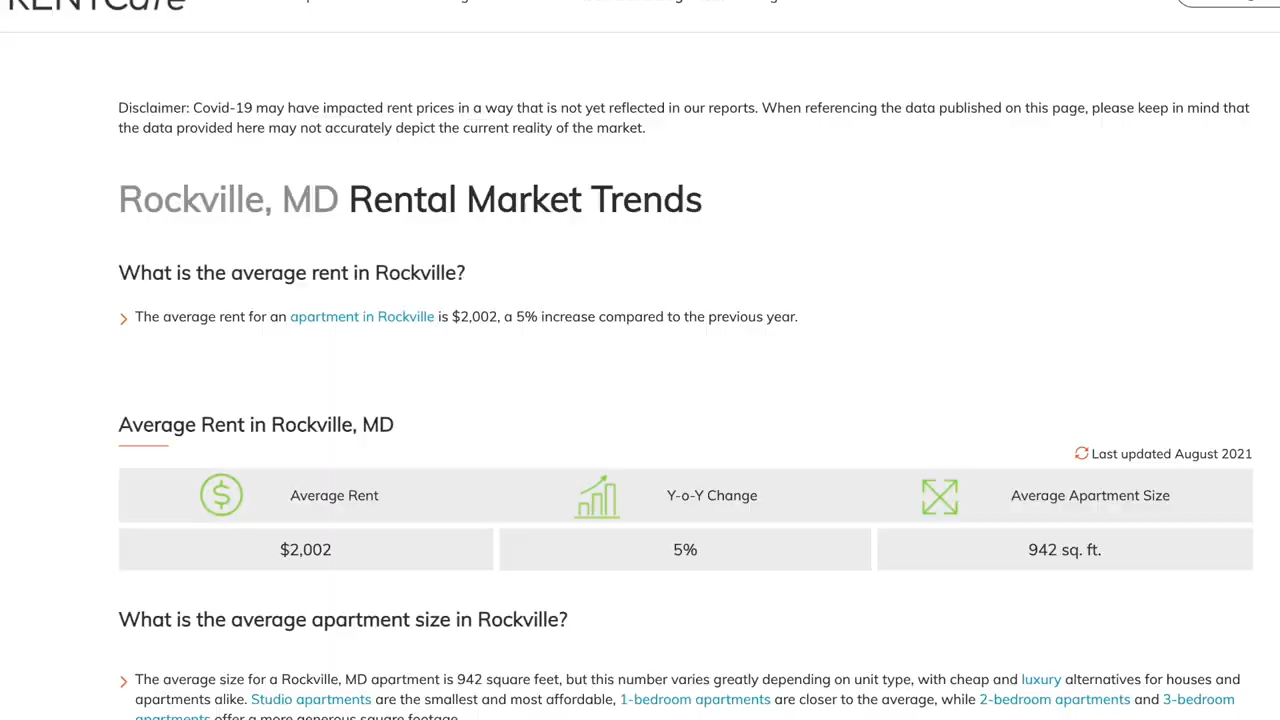 RENTCafe
Disclaimer: Covid-19 may have impacted rent prices in a way that is not yet reflected in our reports. When referencing the data published on this page, please keep in mind that
the data provided here may not accurately depict the current reality of the market.
Rockville, MD Rental Market Trends
What is the average rent in Rockville?
The average rent for an apartment in Rockville is $2,002, a 5% increase compared to the previous year.
Average Rent in Rockville, MD
Last updated August 2021
Average Rent Y-o-Y Change Average Apartment Size
$2,002 5% 942 sq. ft.
What is the average apartment size in Rockville?
The average size for a Rockville, MD apartment is 942 square feet, but this number varies greatly depending on unit type, with cheap and luxury alternatives for houses and
apartments alike. Studio apartments are the smallest and most affordable, 1-bedroom apartments are closer to the average, while 2-bedroom apartments and 3-bedroom
apartments offer a more generous square footage.